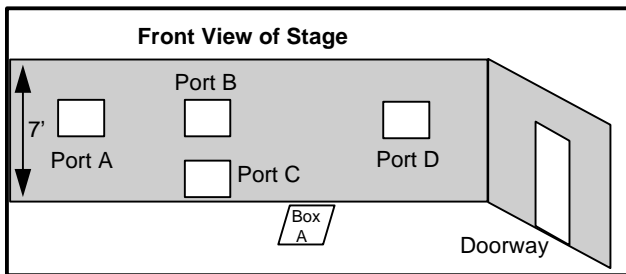 Front View of Stage
Port B
7’
Port A
Port D
Port C
Box
A
Doorway